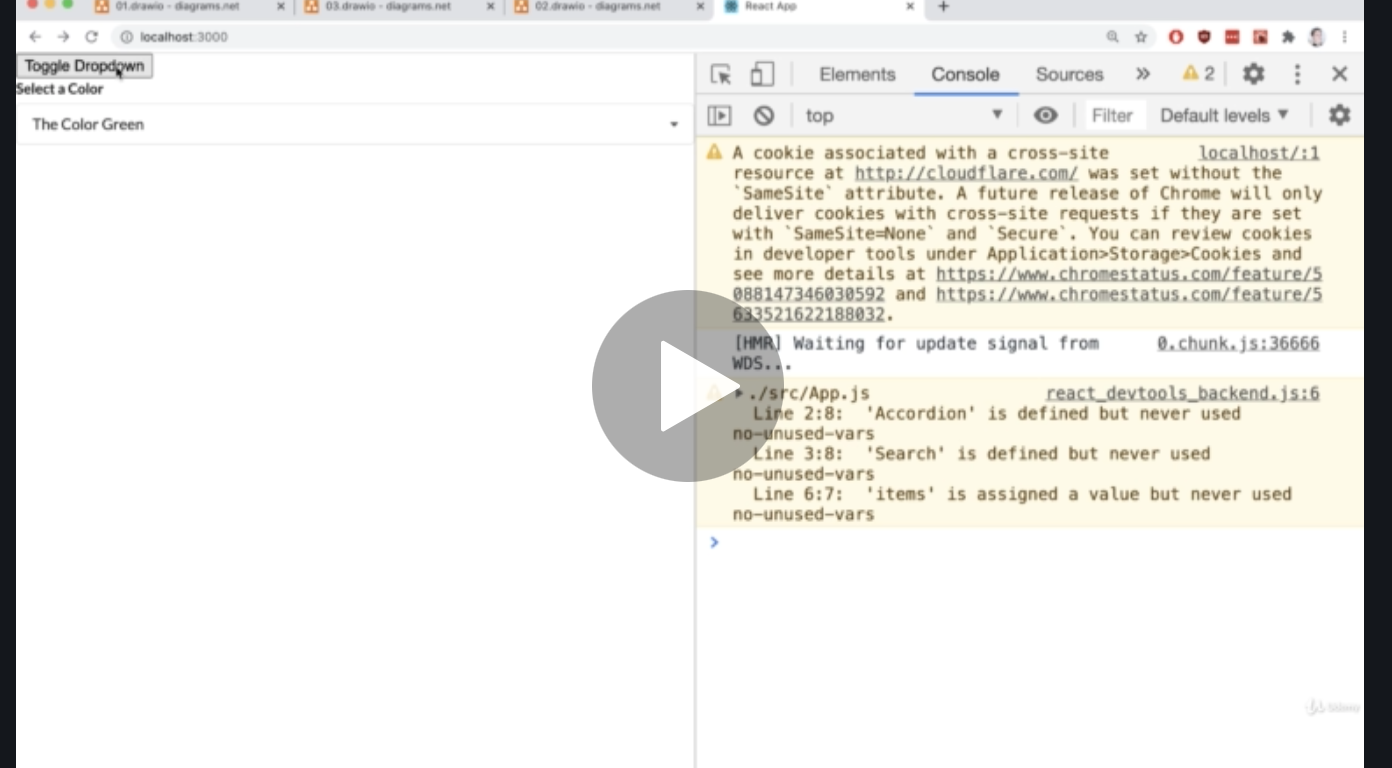 01.drawio - diagrams.net
03.drawio - diagrams.net
02.drawio - diagrams.net
React App
localhost:3000
Toggle Dropdown
Select a Color
The Color Green
Elements
Console
Sources
2
top
Filter
Default levels
A cookie associated with a cross-site localhost/:1
resource at http://cloudflare.com/ was set without the
`SameSite` attribute. A future release of Chrome will only
deliver cookies with cross-site requests if they are set
with `SameSite=None` and `Secure`. You can review cookies
in developer tools under Application>Storage>Cookies and
see more details at https://www.chromestatus.com/feature/5
088147346030592 and https://www.chromestatus.com/feature/5
633521622188032.
[HMR] Waiting for update signal from 0.chunk.js:36666
WDS...
./src/App.js react_devtools_backend.js:6
Line 2:8: 'Accordion' is defined but never used
no-unused-vars
Line 3:8: 'Search' is defined but never used
no-unused-vars
Line 6:7: 'items' is assigned a value but never used
no-unused-vars
Udemy